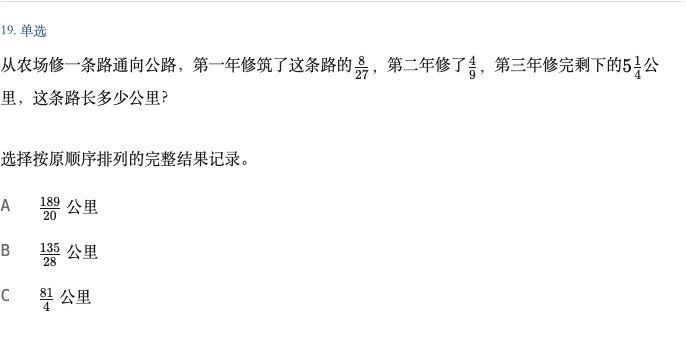 19. 单选
从农场修一条路通向公路，第一年修筑了这条路的8/27，第二年修了4/9，第三年修完剩下的5 1/4公
里，这条路长多少公里？
选择按原顺序排列的完整结果记录。
A 189/20 公里
B 135/28 公里
C 81/4 公里